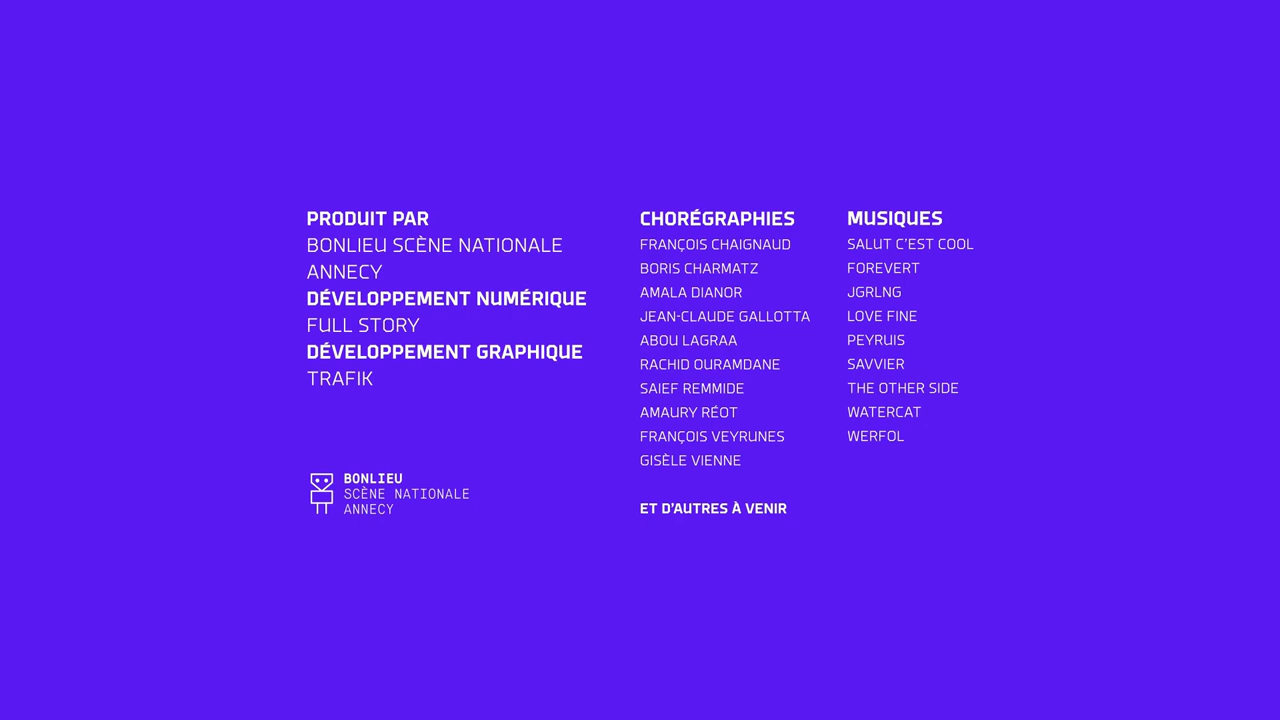 PRODUIT PAR
BONLIEU SCÈNE NATIONALE
ANNECY
DÉVELOPPEMENT NUMÉRIQUE
FULL STORY
DÉVELOPPEMENT GRAPHIQUE
TRAFIK
BONLIEU
SCÈNE NATIONALE
ANNECY
CHORÉGRAPHIES
FRANÇOIS CHAIGNAUD
BORIS CHARMATZ
AMALA DIANOR
JEAN-CLAUDE GALLOTTA
ABOU LAGRAA
RACHID OURAMDANE
SAIEF REMMIDE
AMAURY RÉOT
FRANÇOIS VEYRUNES
GISÈLE VIENNE
ET D'AUTRES À VENIR
MUSIQUES
SALUT C'EST COOL
FOREVERT
JGRLNG
LOVE FINE
PEYRUIS
SAVVIER
THE OTHER SIDE
WATERCAT
WERFOL